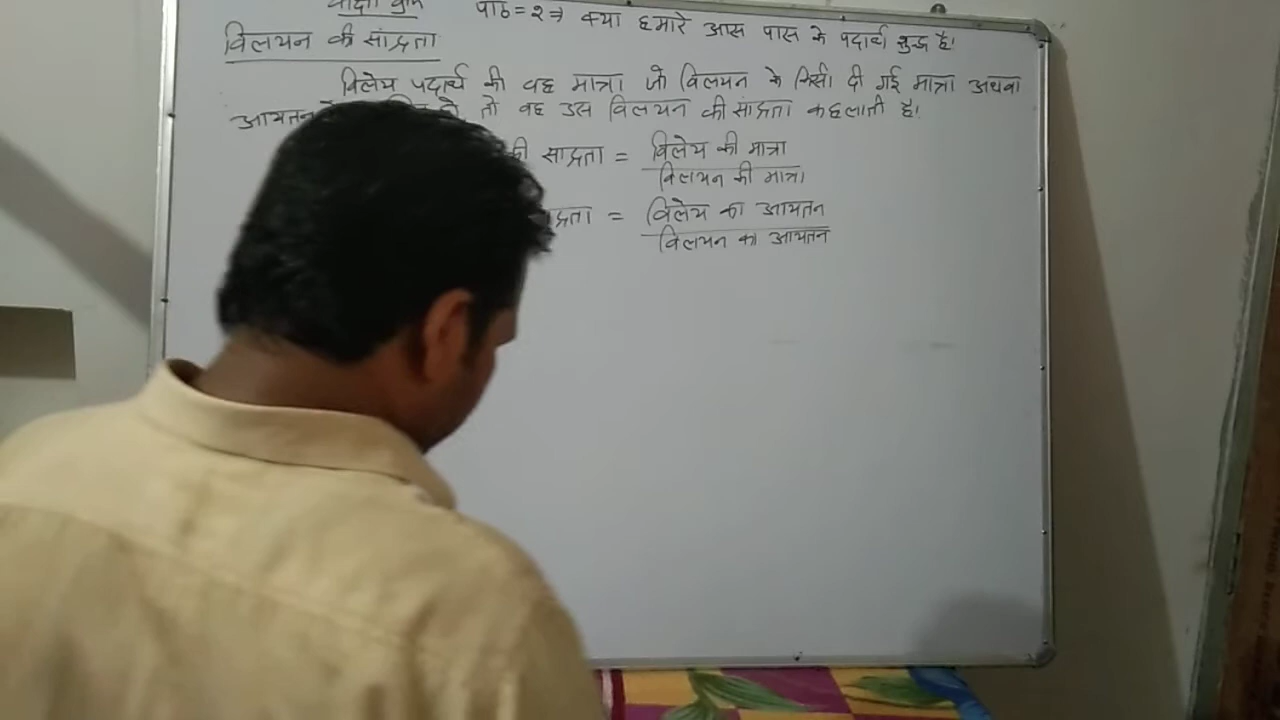 पाठ=२⇒ क्या हमारे आस पास के पदार्थ शुद्ध है।
विलयन की सांद्रता
विलेय पदार्थ की वह मात्रा जो विलयन के किसी दी गई मात्रा अथवा
आयतन तो वह उस विलयन की सांद्रता कहलाती है।
की साद्रता = विलेय की मात्रा
विलयन की मात्रा
द्रता = विलेय का आयतन
विलयन का आयतन